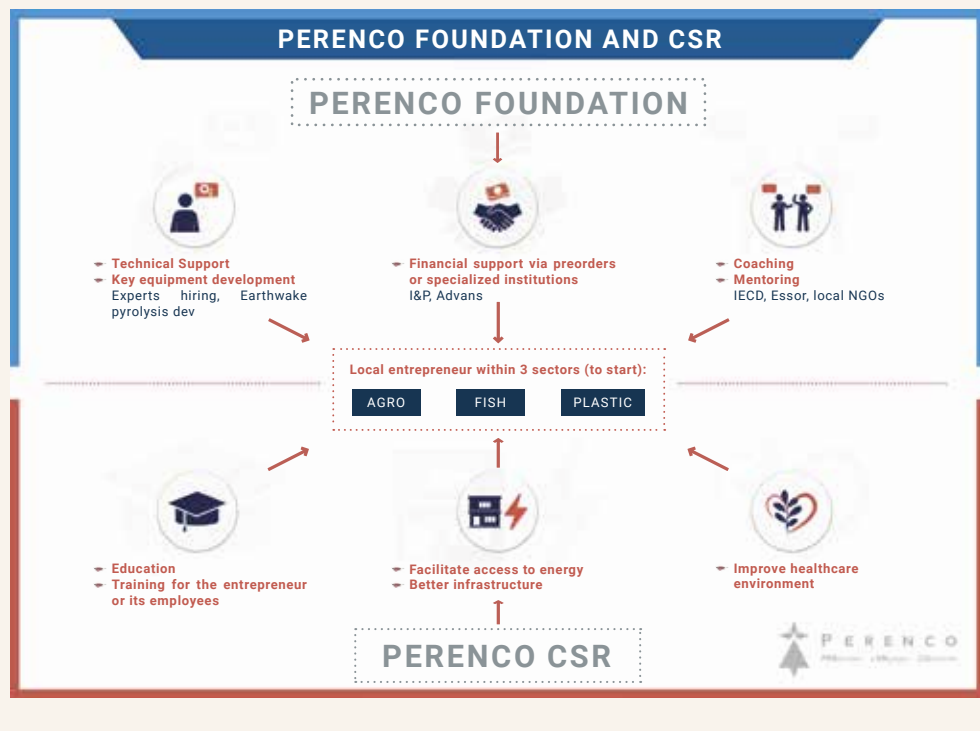 PERENCO FOUNDATION AND CSR
PERENCO FOUNDATION
Technical Support
Key equipment development
Experts hiring, Earthwake
pyrolysis dev
Financial support via preorders
or specialized institutions
I&P, Advans
Coaching
Mentoring
IECD, Essor, local NGOs
Local entrepreneur within 3 sectors (to start):
AGRO FISH PLASTIC
Education
Training for the entrepreneur
or its employees
Facilitate access to energy
Better infrastructure
Improve healthcare
environment
PERENCO CSR
PERENCO